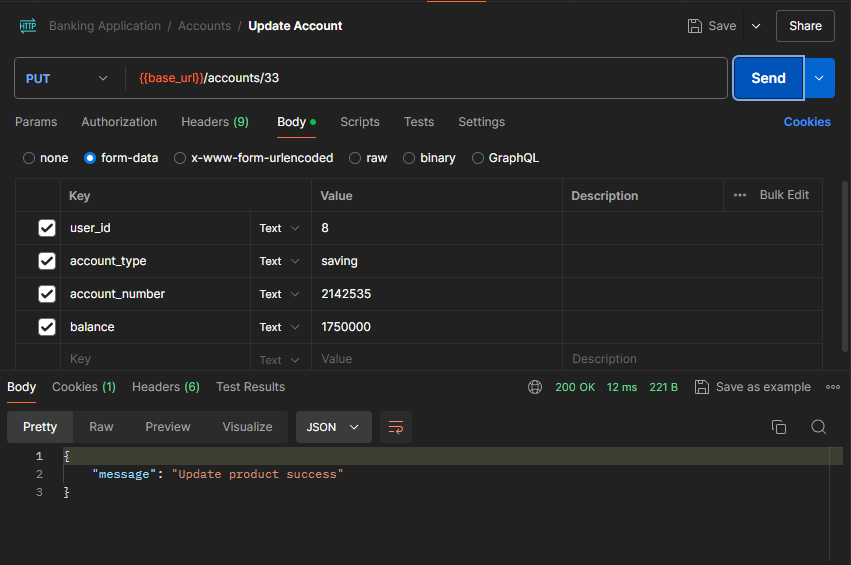 HTTP Banking Application / Accounts / Update Account Save Share
PUT {{base_url}}/accounts/33 Send
Params Authorization Headers (9) Body Scripts Tests Settings Cookies
none form-data x-www-form-urlencoded raw binary GraphQL
Key Value Description ••• Bulk Edit
user_id Text 8
account_type Text saving
account_number Text 2142535
balance Text 1750000
Key Text Value Description
Body Cookies (1) Headers (6) Test Results 200 OK 12 ms 221 B Save as example
Pretty Raw Preview Visualize JSON
1 {
2 "message": "Update product success"
3 }